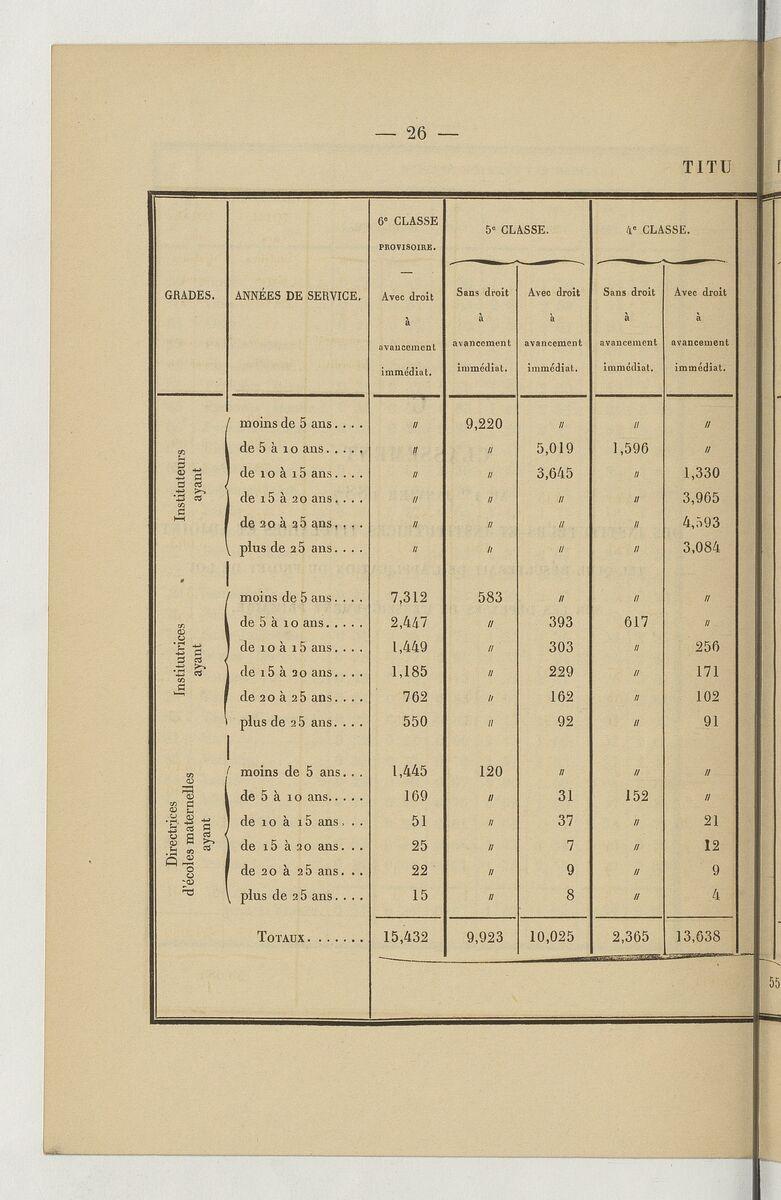 — 26 —
TITU
GRADES. ANNÉES DE SERVICE. 6e CLASSE PROVISOIRE. — Avec droit à avancement immédiat. 5e CLASSE. Sans droit à avancement immédiat. Avec droit à avancement immédiat. 4e CLASSE. Sans droit à avancement immédiat. Avec droit à avancement immédiat.
Instituteurs ayant
moins de 5 ans.... " 9,220 " " "
de 5 à 10 ans..... " " 5,019 1,596 "
de 10 à 15 ans.... " " 3,645 " 1,330
de 15 à 20 ans.... " " " " 3,965
de 20 à 25 ans.... " " " " 4,593
plus de 25 ans.... " " " " 3,084
Institutrices ayant
moins de 5 ans.... 7,312 583 " " "
de 5 à 10 ans..... 2,447 " 393 617 "
de 10 à 15 ans.... 1,449 " 303 " 256
de 15 à 20 ans.... 1,185 " 229 " 171
de 20 à 25 ans.... 762 " 162 " 102
plus de 25 ans.... 550 " 92 " 91
Directrices d'écoles maternelles ayant
moins de 5 ans... 1,445 120 " " "
de 5 à 10 ans..... 169 " 31 152 "
de 10 à 15 ans... 51 " 37 " 21
de 15 à 20 ans... 25 " 7 " 12
de 20 à 25 ans... 22 " 9 " 9
plus de 25 ans.... 15 " 8 " 4
TOTAUX....... 15,432 9,923 10,025 2,365 13,638
55